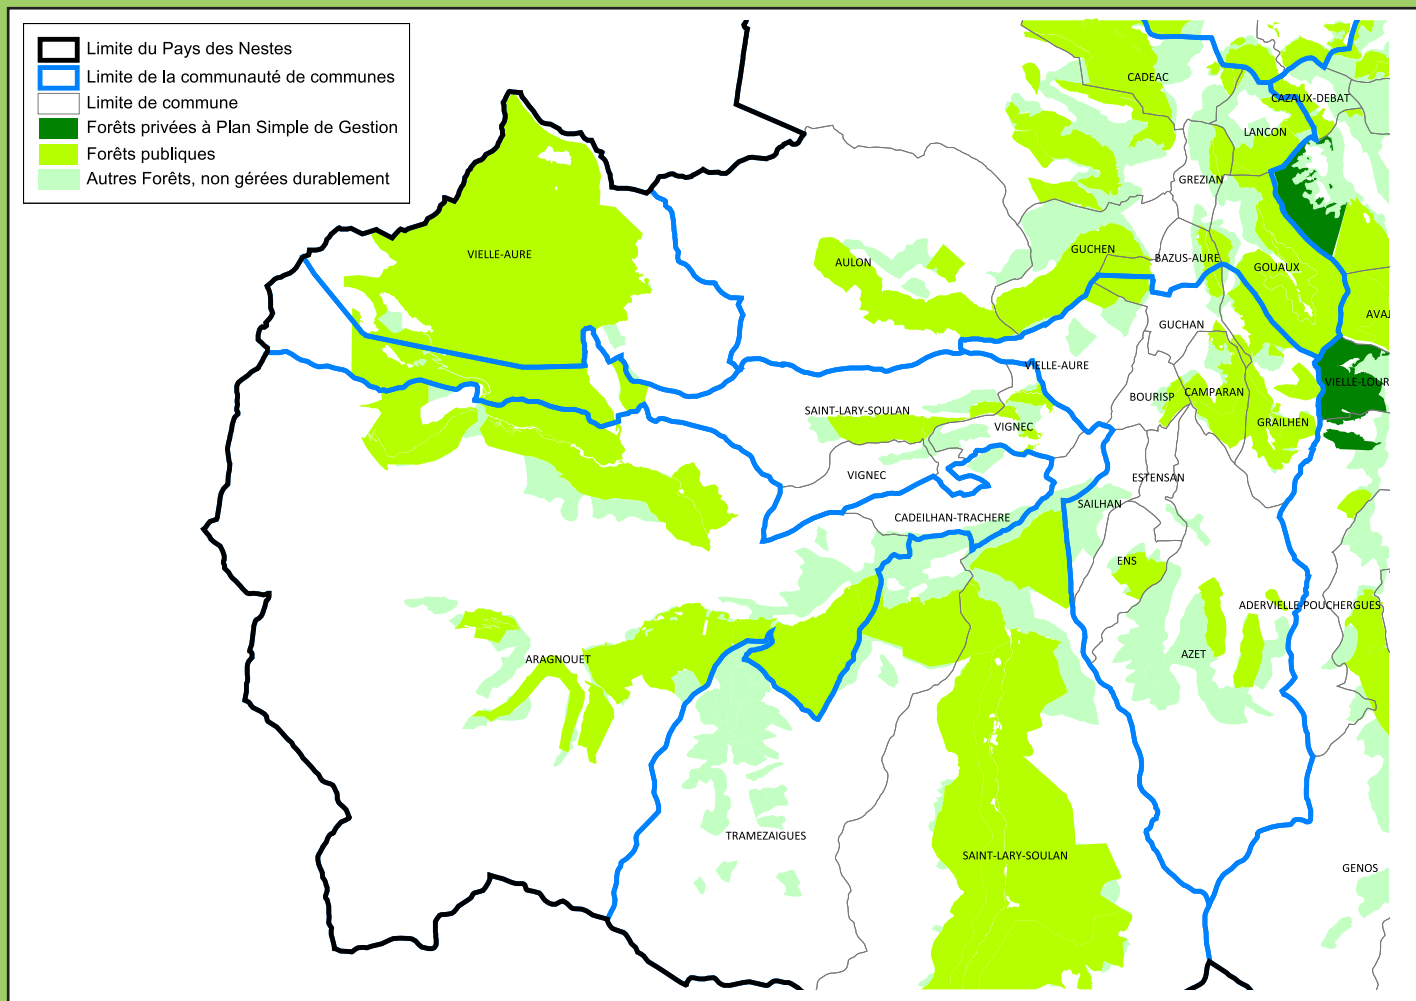 Limite du Pays des Nestes
Limite de la communauté de communes
Limite de commune
Forêts privées à Plan Simple de Gestion
Forêts publiques
Autres Forêts, non gérées durablement
CADEAC
CAZAUX-DEBAT
LANCON
GREZIAN
VIELLE-AURE
AULON
GUCHEN
BAZUS-AURE
GOUAUX
AVAJ
GUCHAN
VIELLE-AURE
VIELLE-LOUR
BOURISP
CAMPARAN
SAINT-LARY-SOULAN
VIGNEC
GRAILHEN
VIGNEC
ESTENSAN
SAILHAN
CADEILHAN-TRACHERE
ENS
ADERVIELLE-POUCHERGUES
AZET
ARAGNOUET
TRAMEZAIGUES
SAINT-LARY-SOULAN
GENOS